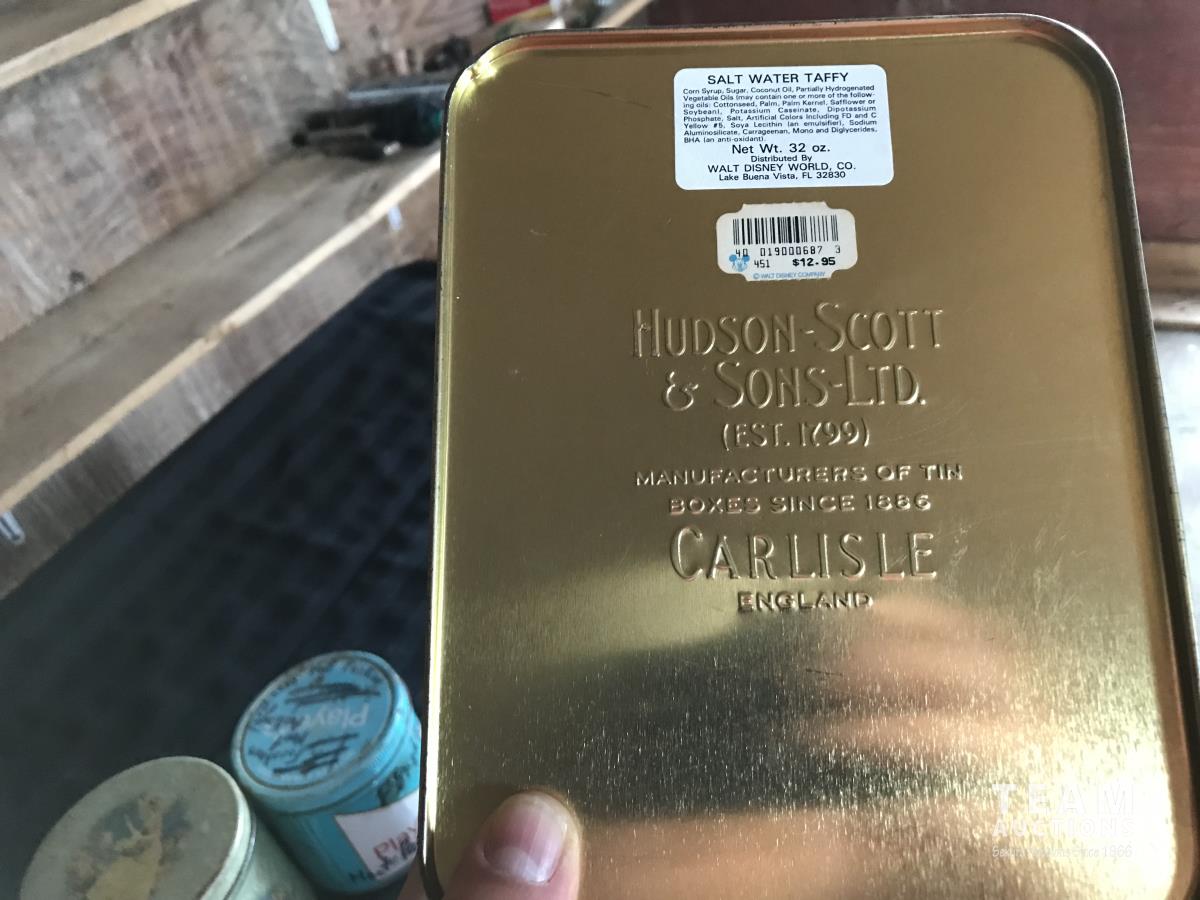 SALT WATER TAFFY
Corn Syrup, Sugar, Coconut Oil, Partially Hydrogenated
Vegetable Oils (may contain one or more of the follow-
ing oils: Cottonseed, Palm, Palm Kernel, Safflower or
Soybean), Potassium Caseinate, Dipotassium
Phosphate, Salt, Artificial Colors Including FD and C
Yellow #5, Soya Lecithin (an emulsifier), Sodium
Aluminosilicate, Carrageenan, Mono and Diglycerides,
BHA (an anti-oxidant).
Net Wt. 32 oz.
Distributed By
WALT DISNEY WORLD, CO.
Lake Buena Vista, FL 32830
40 019000687 3
451 $12.95
© WALT DISNEY COMPANY
HUDSON-SCOTT
& SONS-LTD.
(EST. 1799)
MANUFACTURERS OF TIN
BOXES SINCE 1886
CARLISLE
ENGLAND
TEAM
AUCTIONS
Since 1866